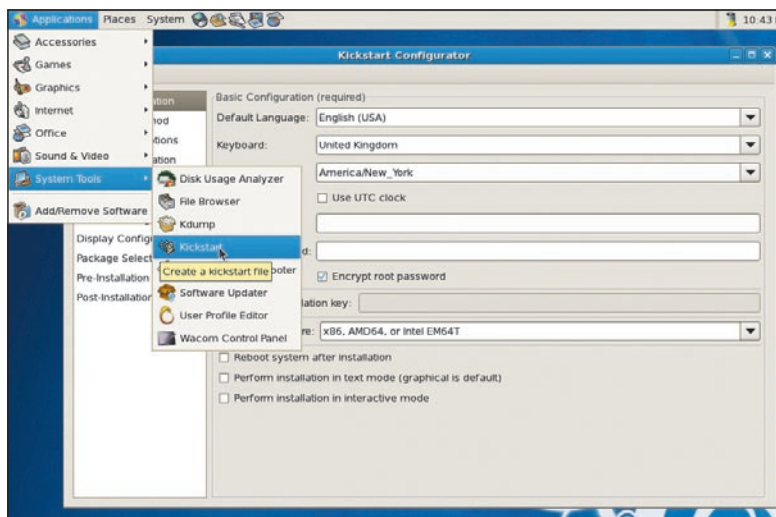 Applications Places System
10:43
Accessories
Games
Graphics
Internet
Office
Sound & Video
System Tools
Add/Remove Software
Disk Usage Analyzer
File Browser
Kdump
Kickstart
Create a kickstart file
Software Updater
User Profile Editor
Wacom Control Panel
Kickstart Configurator
Display Config
Package Select
Pre-Installation
Post-Installation
Basic Configuration (required)
Default Language: English (USA)
Keyboard: United Kingdom
America/New_York
Use UTC clock
Encrypt root password
key:
x86, AMD64, or Intel EM64T
Reboot system after installation
Perform installation in text mode (graphical is default)
Perform installation in interactive mode